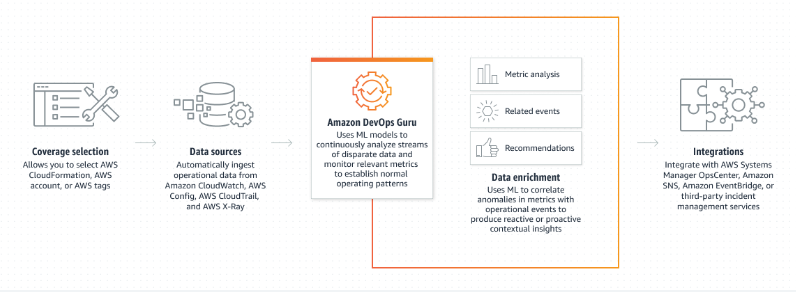 Coverage selection
Allows you to select AWS
CloudFormation, AWS
account, or AWS tags
Data sources
Automatically ingest
operational data from
Amazon CloudWatch, AWS
Config, AWS CloudTrail,
and AWS X-Ray
Amazon DevOps Guru
Uses ML models to
continuously analyze streams
of disparate data and
monitor relevant metrics
to establish normal
operating patterns
Metric analysis
Related events
Recommendations
Data enrichment
Uses ML to correlate
anomalies in metrics with
operational events to
produce reactive or proactive
contextual insights
Integrations
Integrate with AWS Systems
Manager OpsCenter, Amazon
SNS, Amazon EventBridge, or
third-party incident
management services